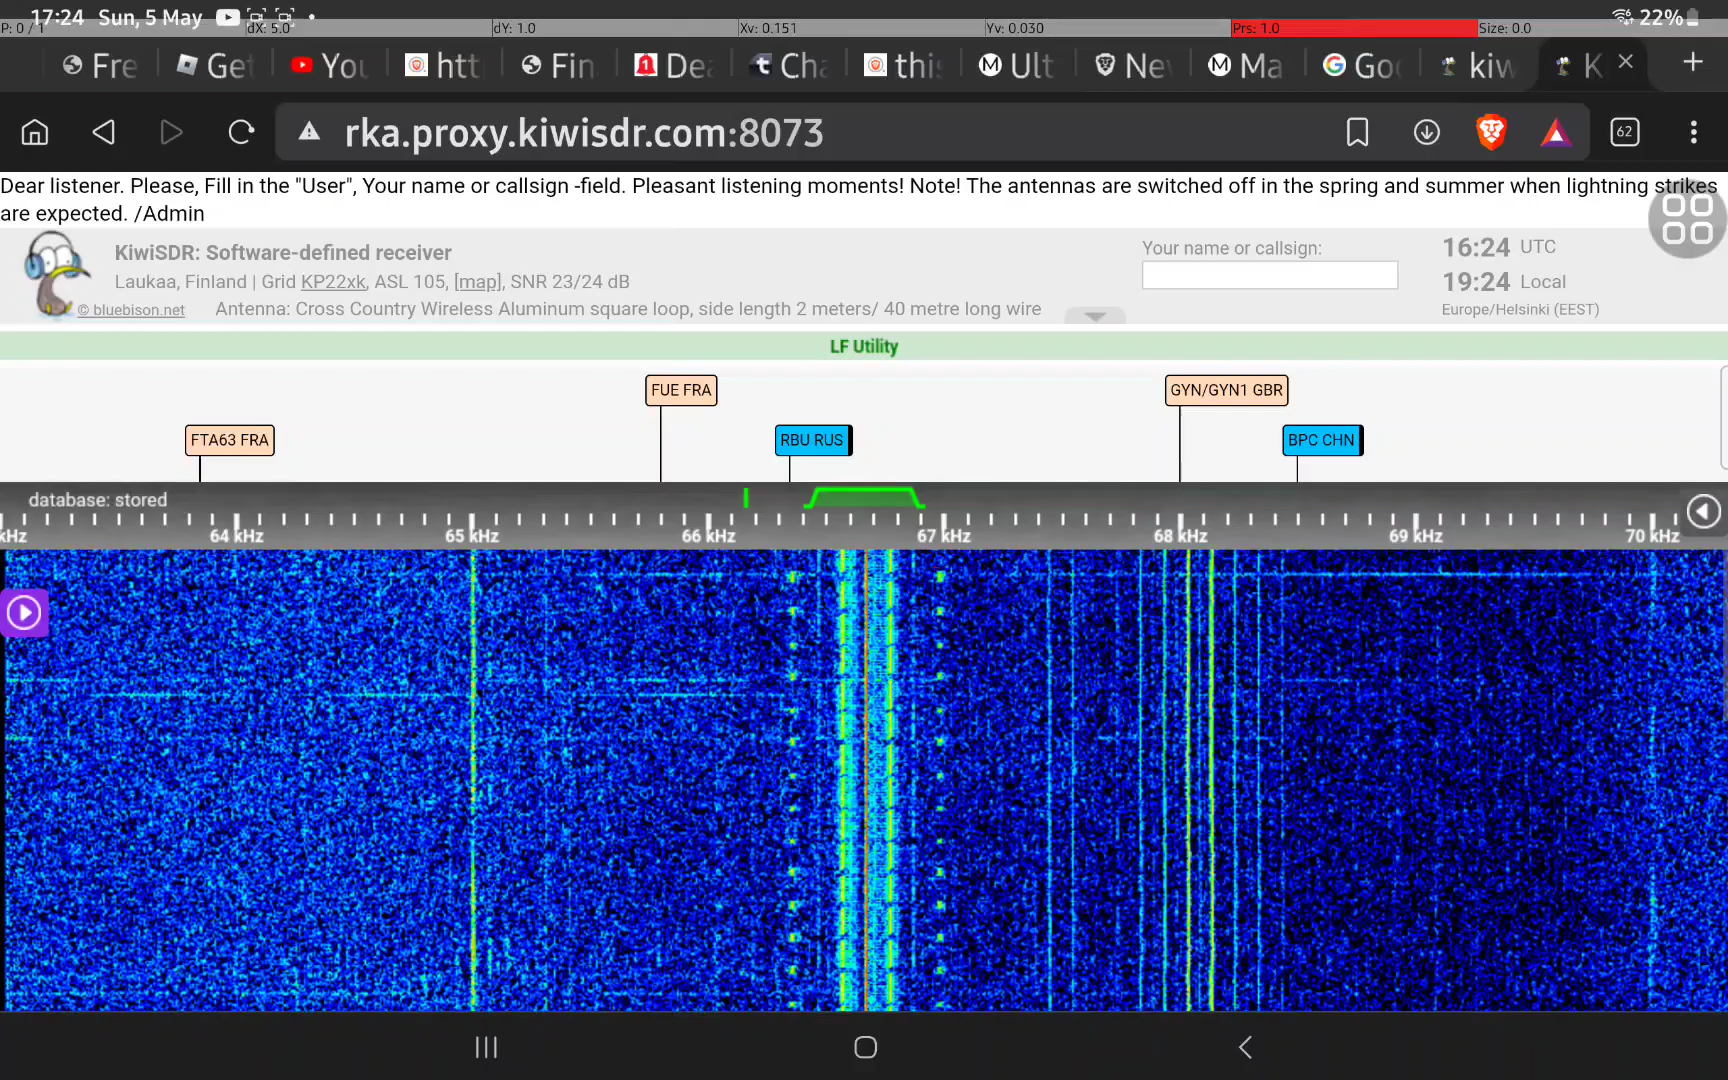 17:24 Sun, 5 May
22%
P: 0 / 1 dX: 5.0 dY: 1.0 Xv: 0.151 Yv: 0.030 Prs: 1.0 Size: 0.0
Fre Get You htt Fin De Cha this Ult Nev Ma Goo kiw K
rka.proxy.kiwisdr.com:8073
62
Dear listener. Please, Fill in the "User", Your name or callsign -field. Pleasant listening moments! Note! The antennas are switched off in the spring and summer when lightning strikes
are expected. /Admin
KiwiSDR: Software-defined receiver
Laukaa, Finland | Grid KP22xk, ASL 105, [map], SNR 23/24 dB
© bluebison.net
Antenna: Cross Country Wireless Aluminum square loop, side length 2 meters/ 40 metre long wire
Your name or callsign:
16:24 UTC
19:24 Local
Europe/Helsinki (EEST)
LF Utility
FUE FRA
GYN/GYN1 GBR
FTA63 FRA
RBU RUS
BPC CHN
database: stored
kHz 64 kHz 65 kHz 66 kHz 67 kHz 68 kHz 69 kHz 70 kHz